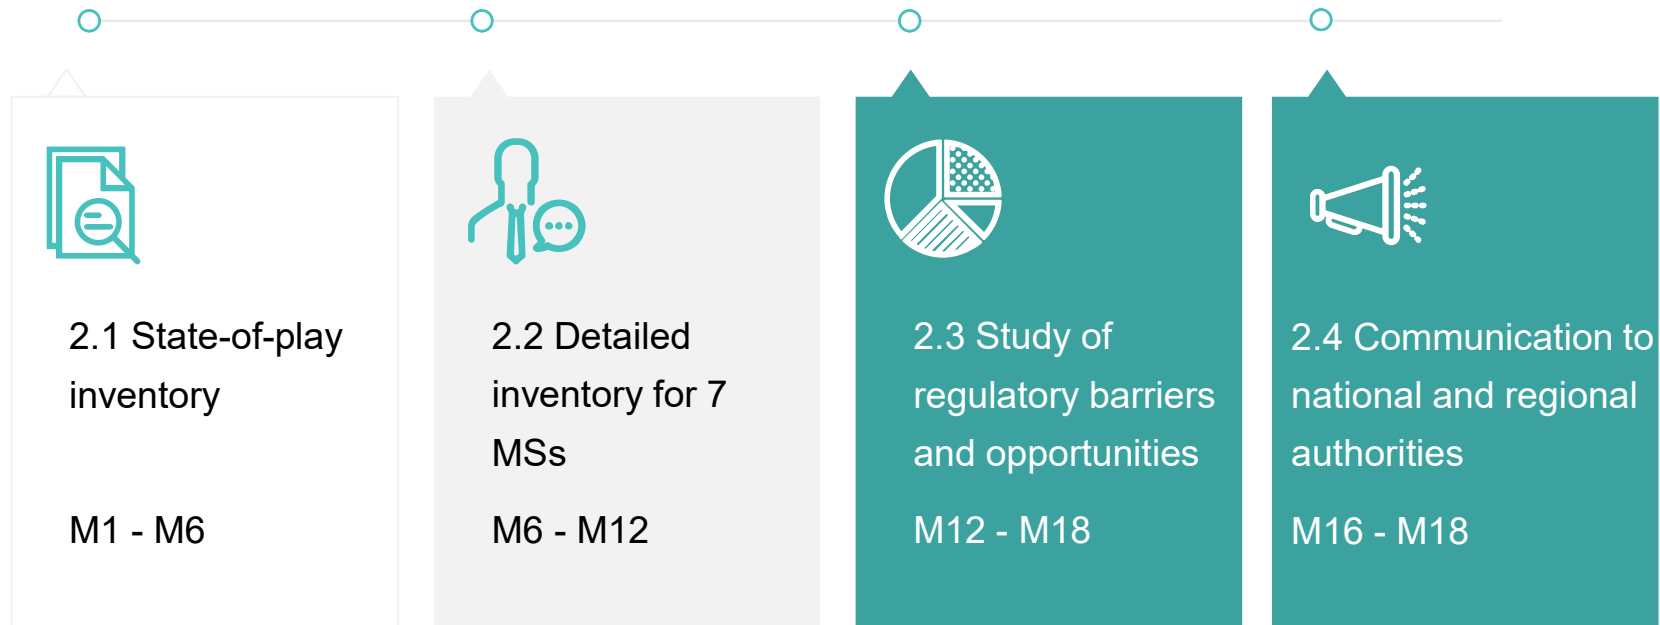 2.1 State-of-play
inventory
M1 - M6
2.2 Detailed
inventory for 7
MSs
M6 - M12
2.3 Study of
regulatory barriers
and opportunities
M12 - M18
2.4 Communication to
national and regional
authorities
M16 - M18